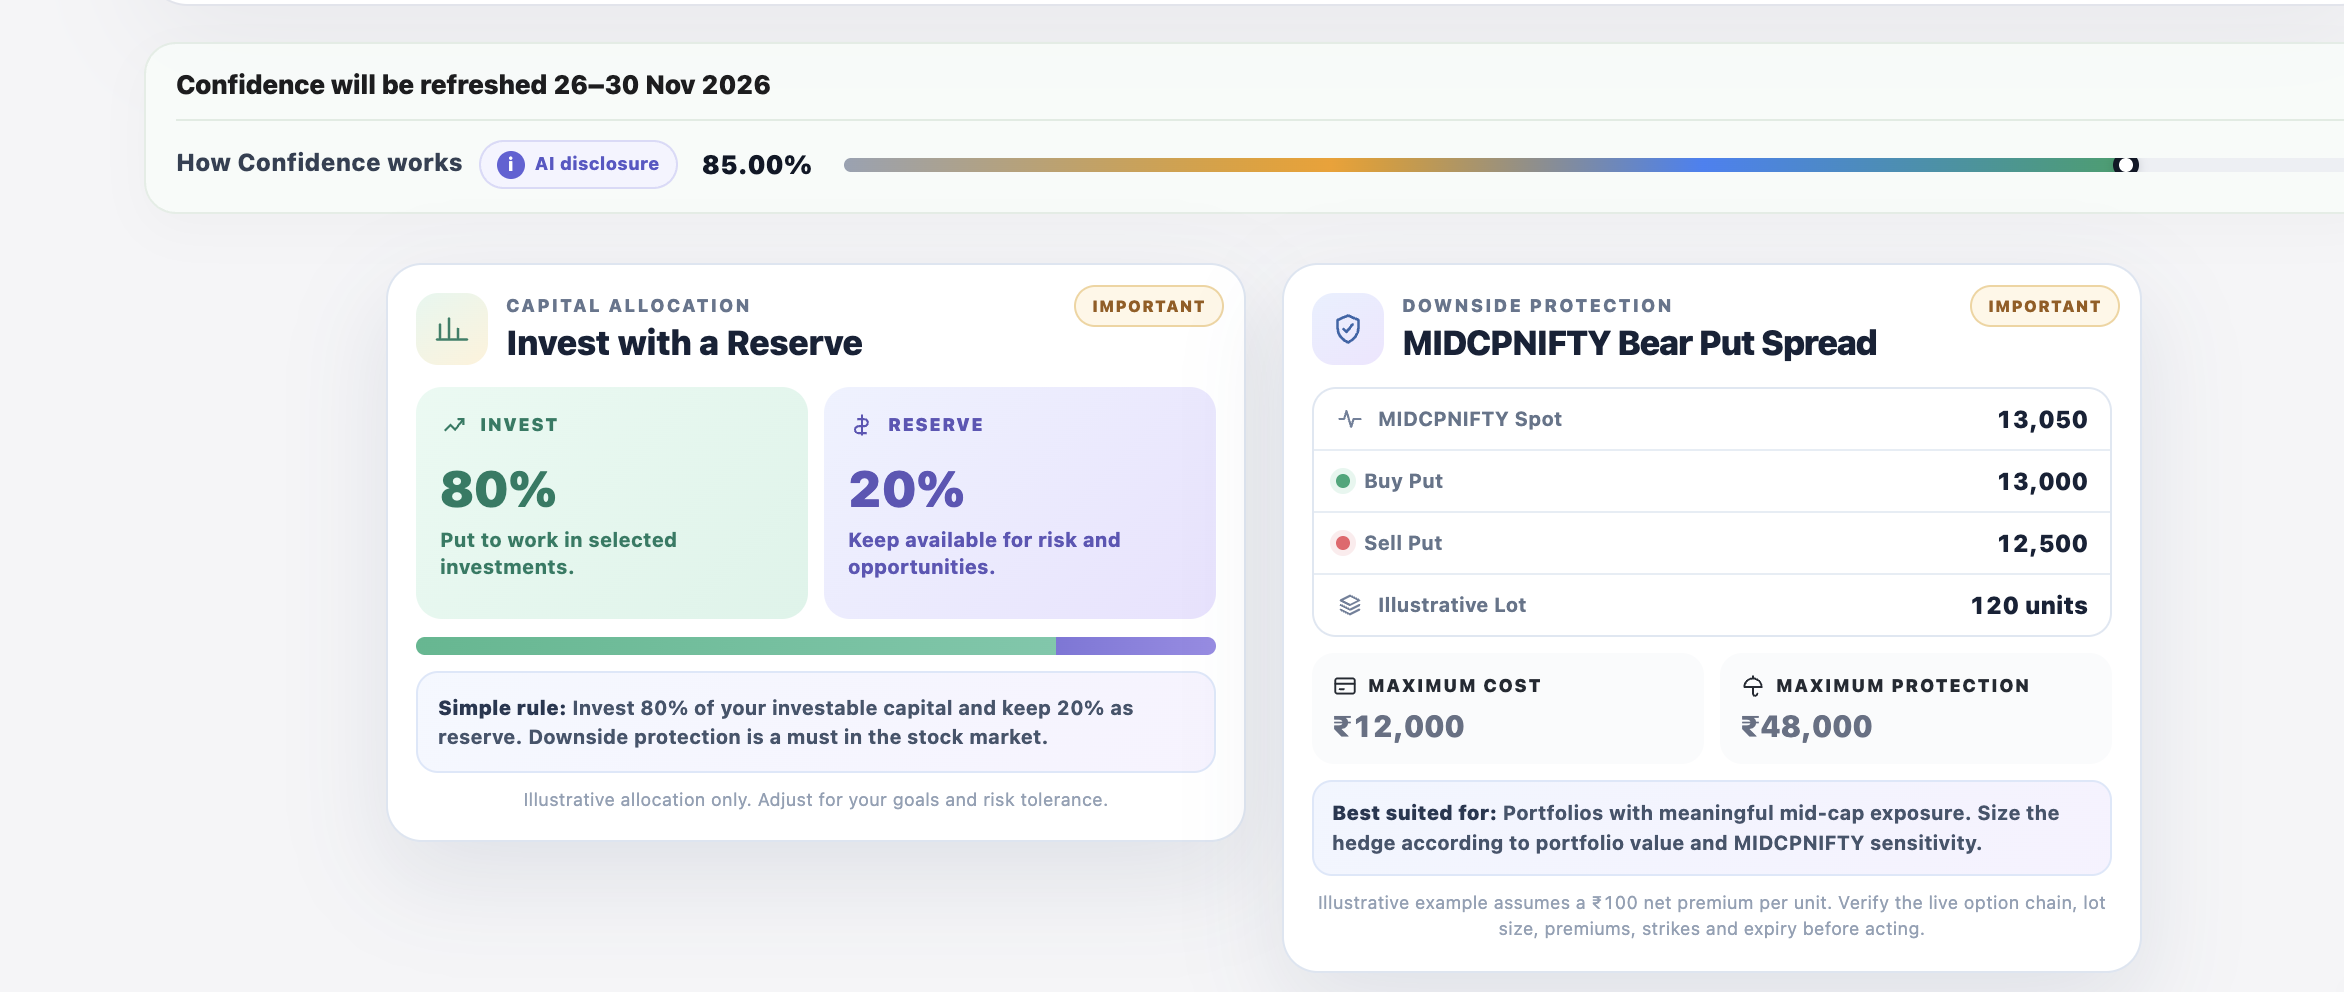 Confidence will be refreshed 26–30 Nov 2026
How Confidence works
i AI disclosure
85.00%
CAPITAL ALLOCATION
IMPORTANT
Invest with a Reserve
INVEST
80%
Put to work in selected
investments.
RESERVE
20%
Keep available for risk and
opportunities.
Simple rule: Invest 80% of your investable capital and keep 20% as
reserve. Downside protection is a must in the stock market.
Illustrative allocation only. Adjust for your goals and risk tolerance.
DOWNSIDE PROTECTION
IMPORTANT
MIDCPNIFTY Bear Put Spread
MIDCPNIFTY Spot 13,050
Buy Put 13,000
Sell Put 12,500
Illustrative Lot 120 units
MAXIMUM COST
₹12,000
MAXIMUM PROTECTION
₹48,000
Best suited for: Portfolios with meaningful mid-cap exposure. Size the
hedge according to portfolio value and MIDCPNIFTY sensitivity.
Illustrative example assumes a ₹100 net premium per unit. Verify the live option chain, lot
size, premiums, strikes and expiry before acting.